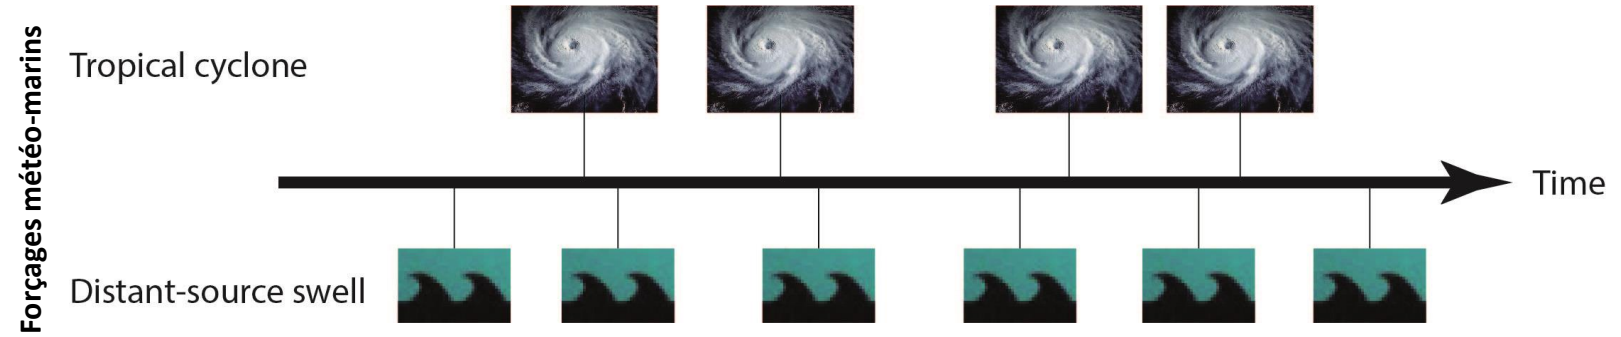 Forçages météo-marins
Tropical cyclone
Time
Distant-source swell